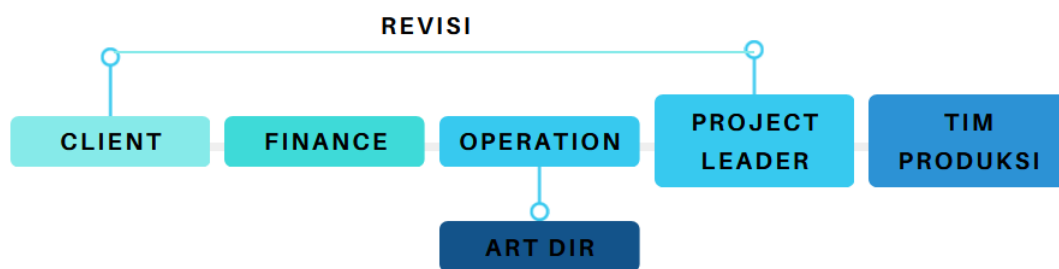 REVISI
CLIENT
FINANCE
OPERATION
PROJECT
LEADER
TIM
PRODUKSI
ART DIR